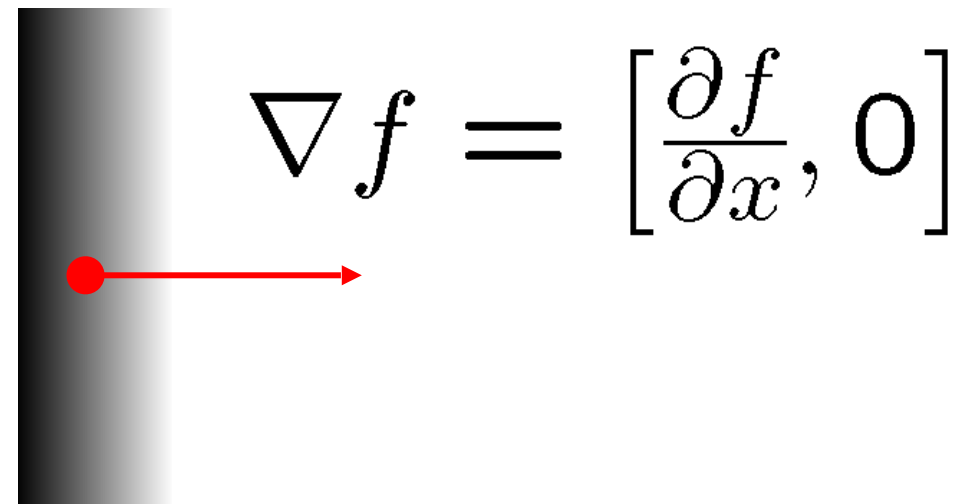 ∇f = [∂f/∂x, 0]